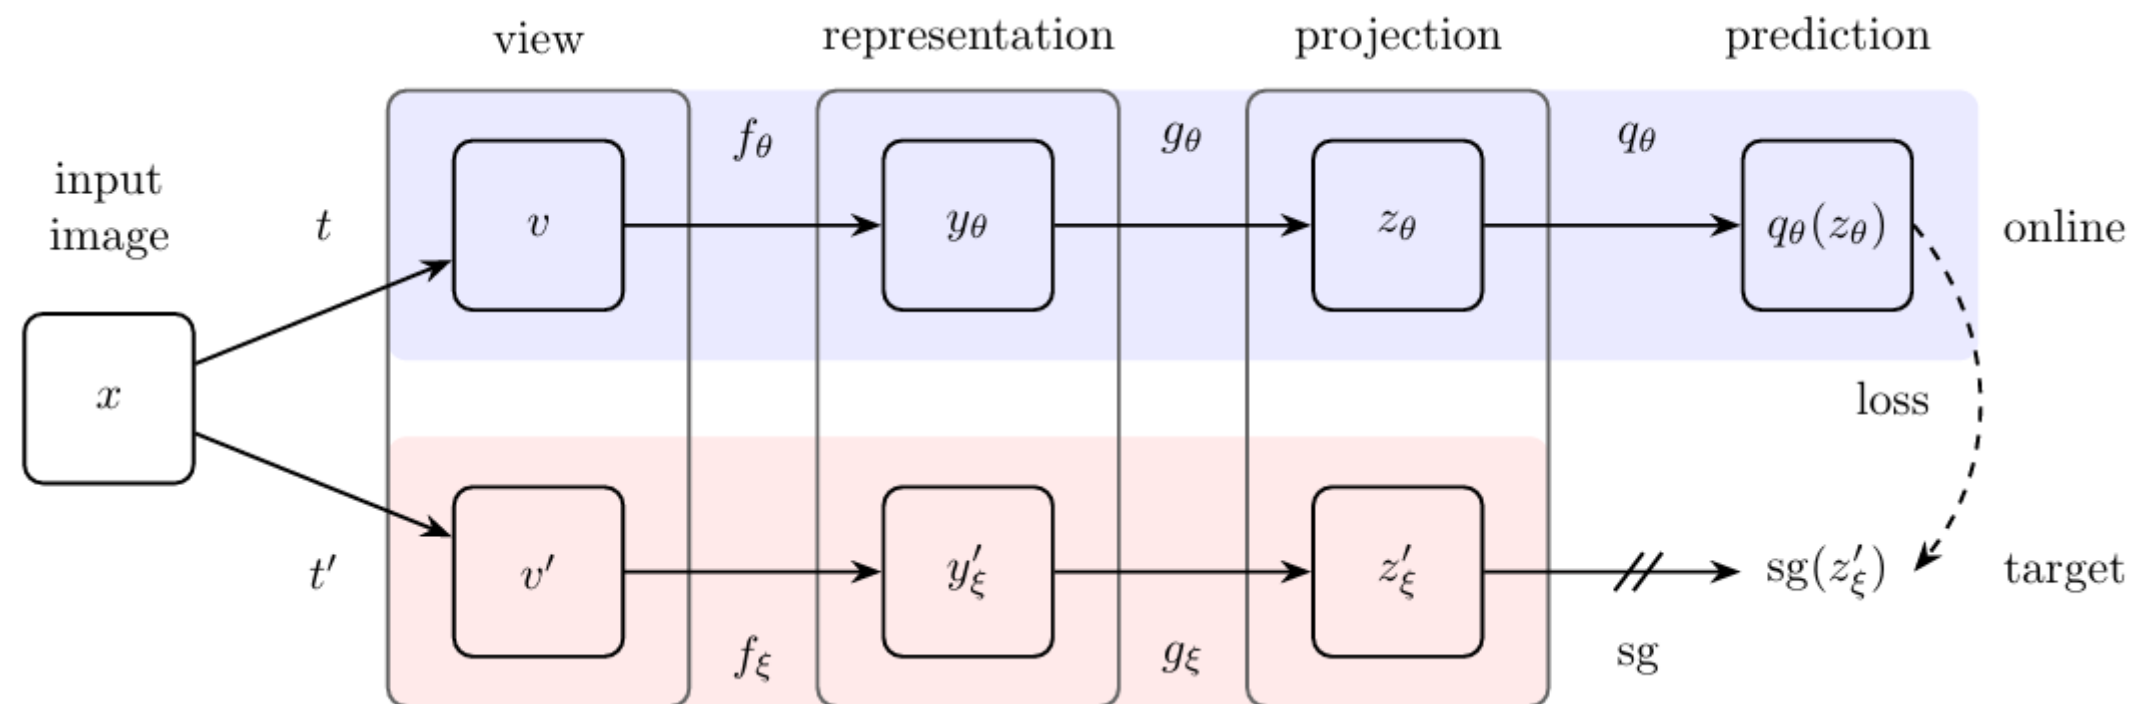 view representation projection prediction
f_θ g_θ q_θ
input
image
t v y_θ z_θ q_θ(z_θ) online
x loss
t′ v′ y′_ξ z′_ξ sg(z′_ξ) target
f_ξ g_ξ sg